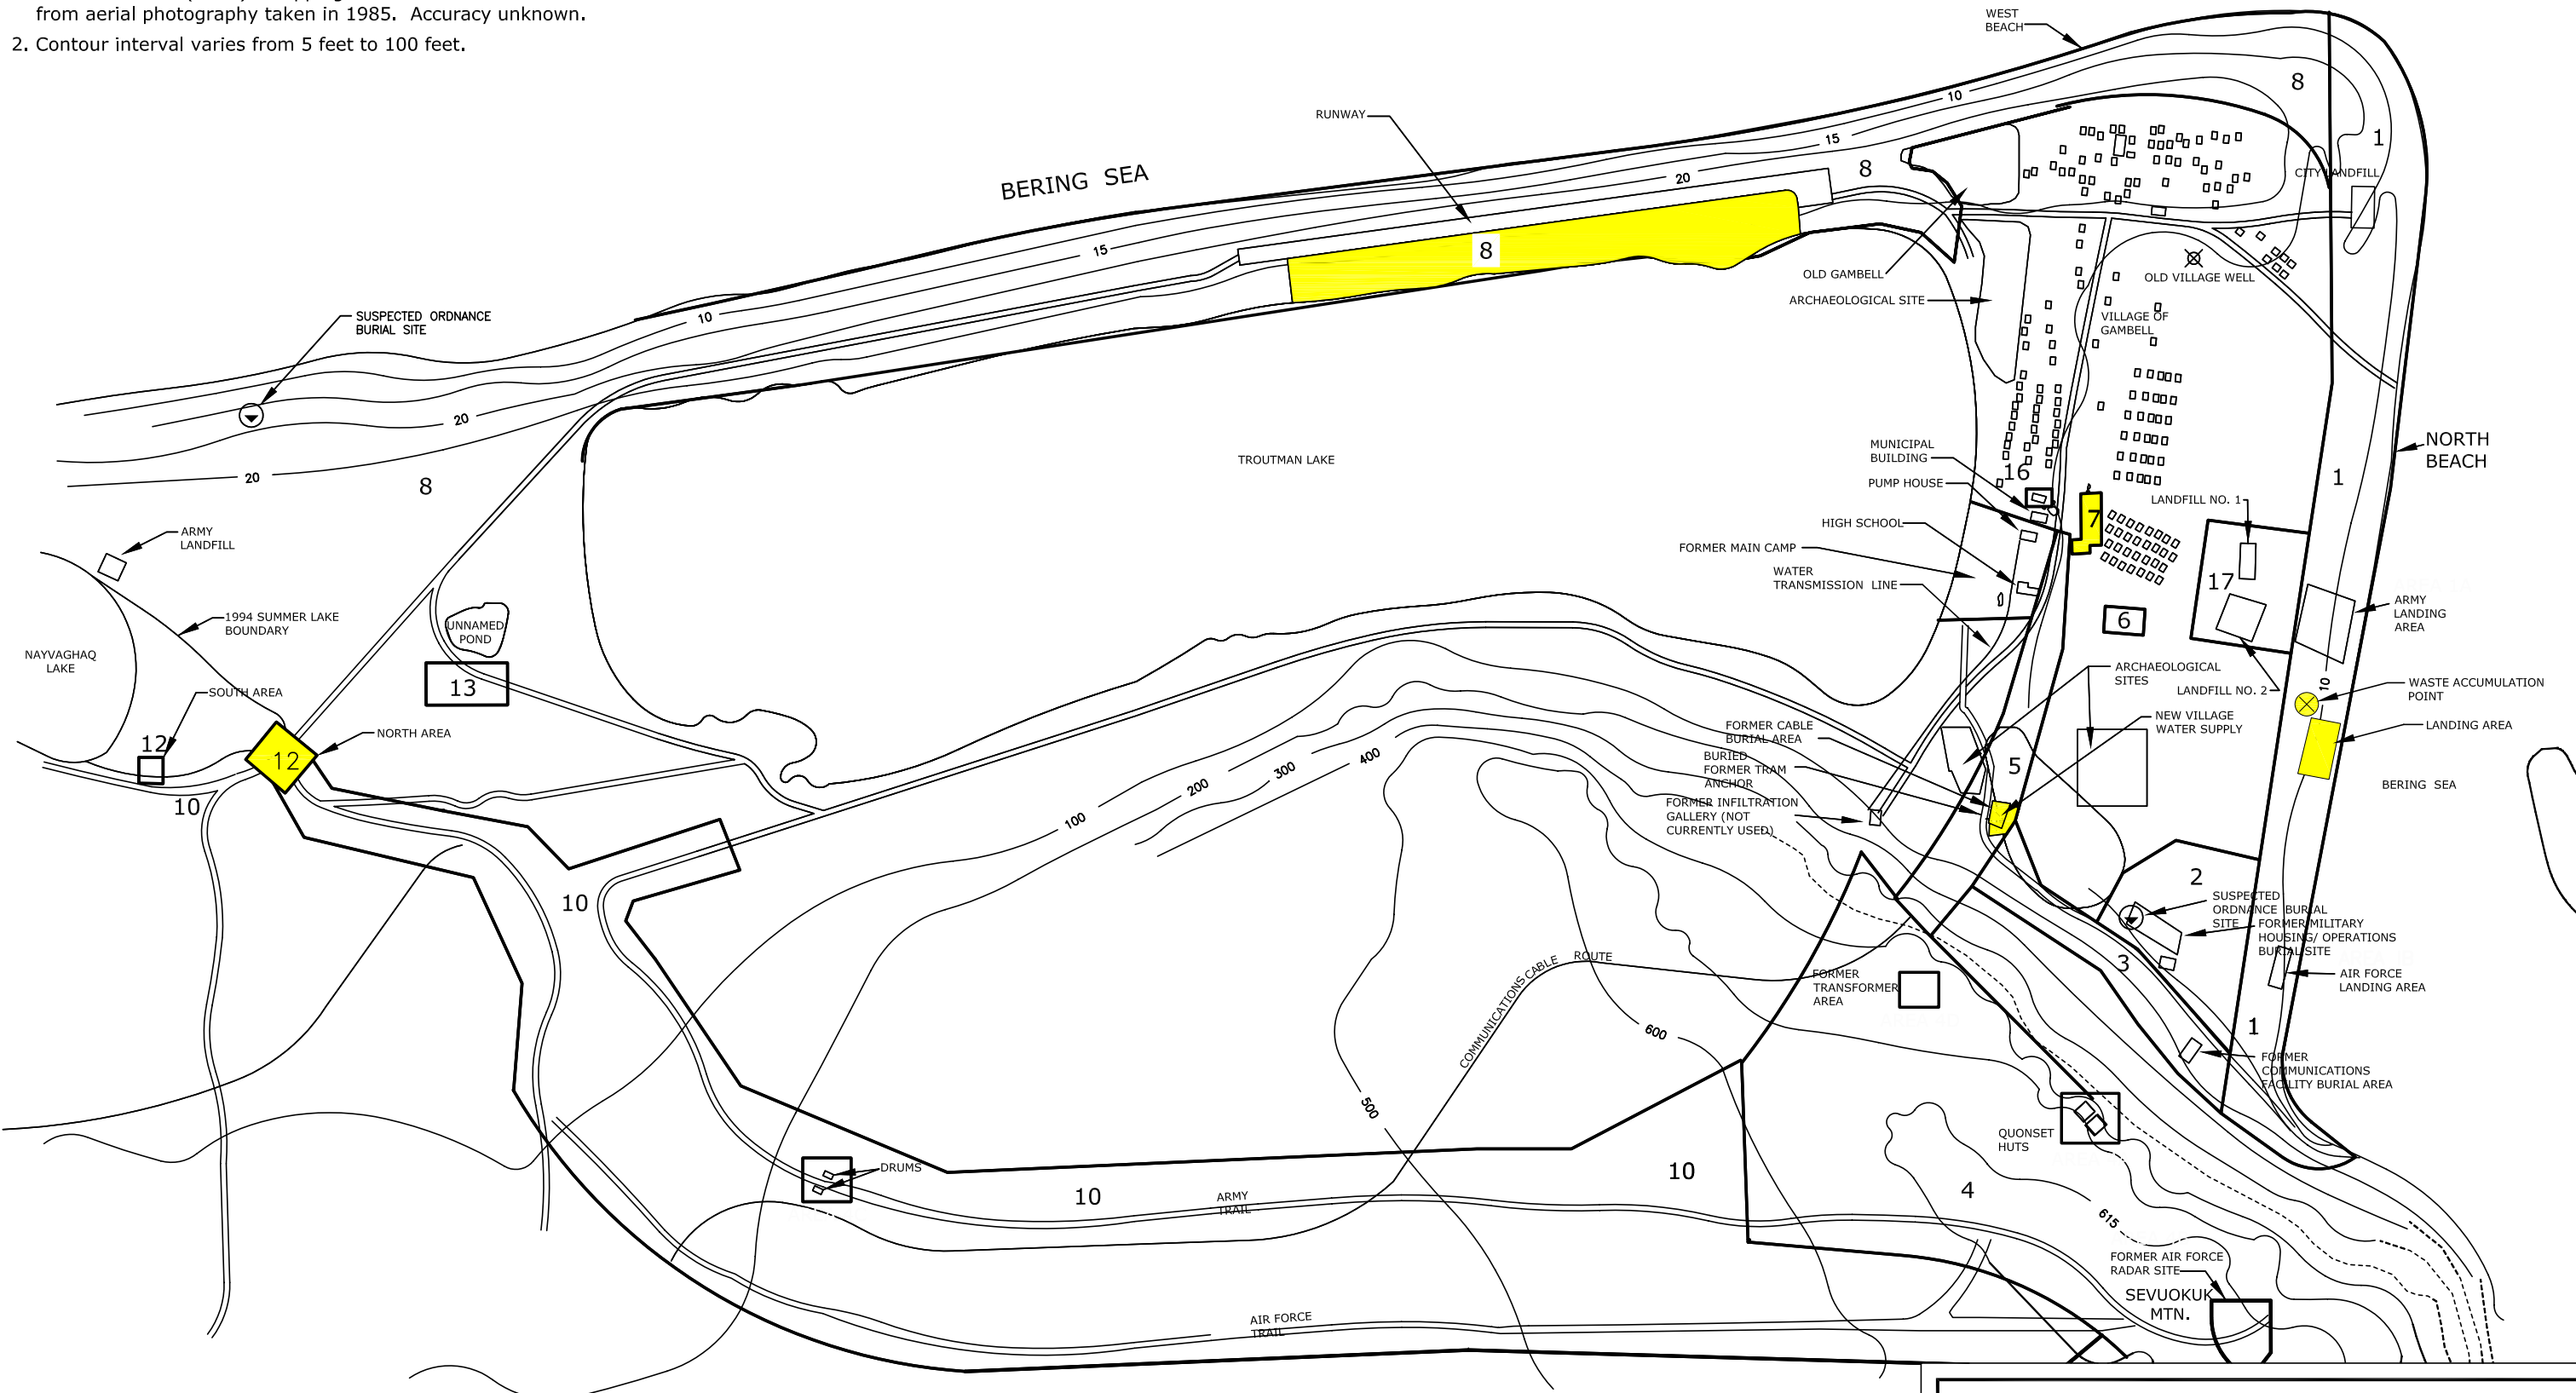 from aerial photography taken in 1985.  Accuracy unknown.
2. Contour interval varies from 5 feet to 100 feet.
WEST
BEACH
10
8
RUNWAY
15
1
8
CITY LANDFILL
BERING SEA
20
8
15
OLD GAMBELL
OLD VILLAGE WELL
ARCHAEOLOGICAL SITE
10
SUSPECTED ORDNANCE
BURIAL SITE
VILLAGE OF
GAMBELL
20
NORTH
BEACH
MUNICIPAL
BUILDING
TROUTMAN LAKE
16
20
8
1
PUMP HOUSE
LANDFILL NO. 1
7
HIGH SCHOOL
ARMY
LANDFILL
FORMER MAIN CAMP
WATER
TRANSMISSION LINE
17
ARMY
LANDING
AREA
1994 SUMMER LAKE
BOUNDARY
UNNAMED
POND
6
NAYVAGHAQ
LAKE
ARCHAEOLOGICAL
SITES
13
SOUTH AREA
10
LANDFILL NO. 2
WASTE ACCUMULATION
POINT
NEW VILLAGE
WATER SUPPLY
FORMER CABLE
BURIAL AREA
LANDING AREA
NORTH AREA
12
12
400
300
200
100
BURIED
FORMER TRAM
ANCHOR
5
BERING SEA
10
FORMER INFILTRATION
GALLERY (NOT
CURRENTLY USED)
2
10
SUSPECTED
ORDNANCE BURIAL
SITE
FORMER MILITARY
HOUSING/ OPERATIONS
BURIAL SITE
3
COMMUNICATIONS CABLE ROUTE
FORMER
TRANSFORMER
AREA
AIR FORCE
LANDING AREA
600
1
FORMER
COMMUNICATIONS
FACILITY BURIAL AREA
500
QUONSET
HUTS
DRUMS
10
10
4
ARMY
TRAIL
615
FORMER AIR FORCE
RADAR SITE
SEVUOKUK
MTN.
AIR FORCE
TRAIL